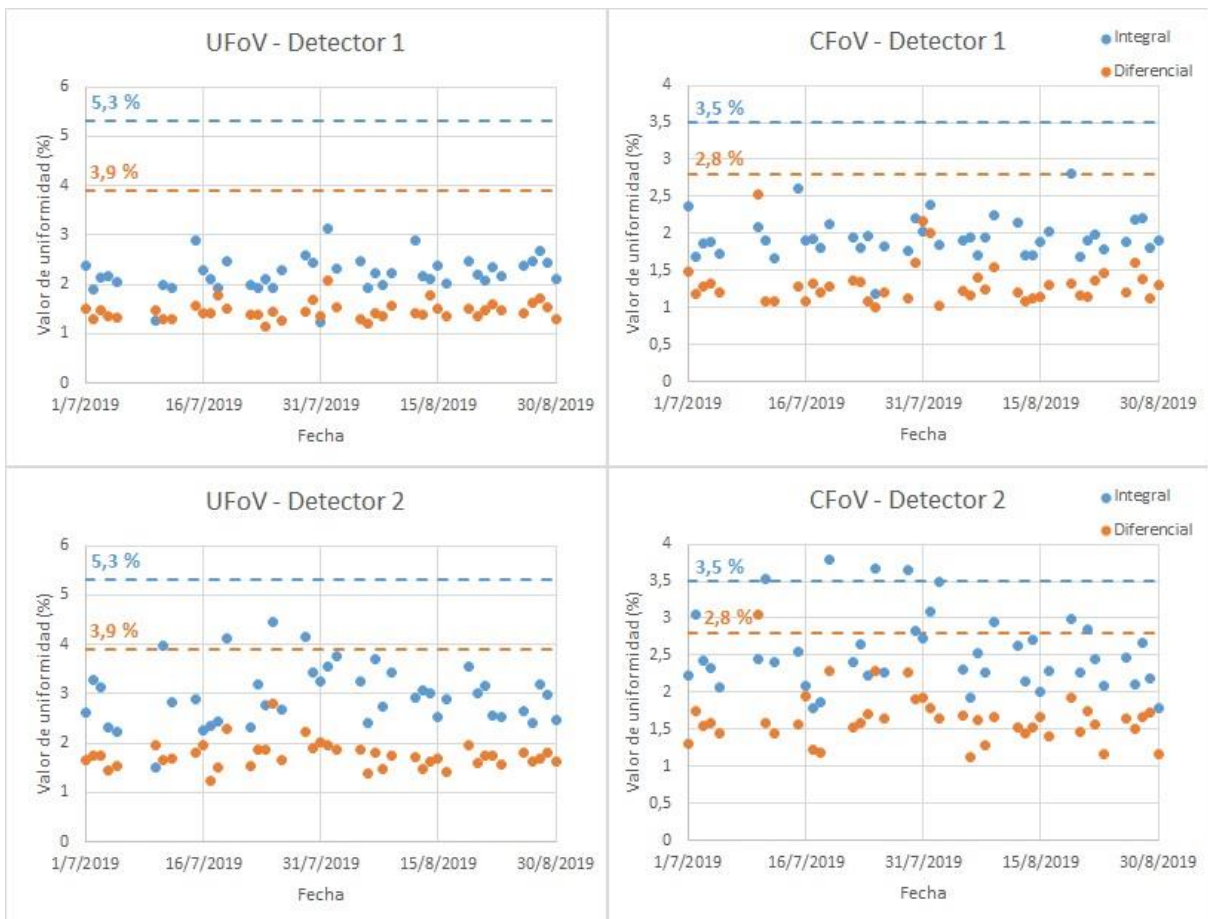 UFoV - Detector 1
Valor de uniformidad (%)
6
5
4
3
2
1
0
5,3 %
3,9 %
1/7/2019 16/7/2019 31/7/2019 15/8/2019 30/8/2019
Fecha
CFoV - Detector 1
Integral
Diferencial
Valor de uniformidad (%)
4
3,5
3
2,5
2
1,5
1
0,5
0
3,5 %
2,8 %
1/7/2019 16/7/2019 31/7/2019 15/8/2019 30/8/2019
Fecha
UFoV - Detector 2
Valor de uniformidad (%)
6
5
4
3
2
1
0
5,3 %
3,9 %
1/7/2019 16/7/2019 31/7/2019 15/8/2019 30/8/2019
Fecha
CFoV - Detector 2
Integral
Diferencial
Valor de uniformidad (%)
4
3,5
3
2,5
2
1,5
1
0,5
0
3,5 %
2,8 %
1/7/2019 16/7/2019 31/7/2019 15/8/2019 30/8/2019
Fecha